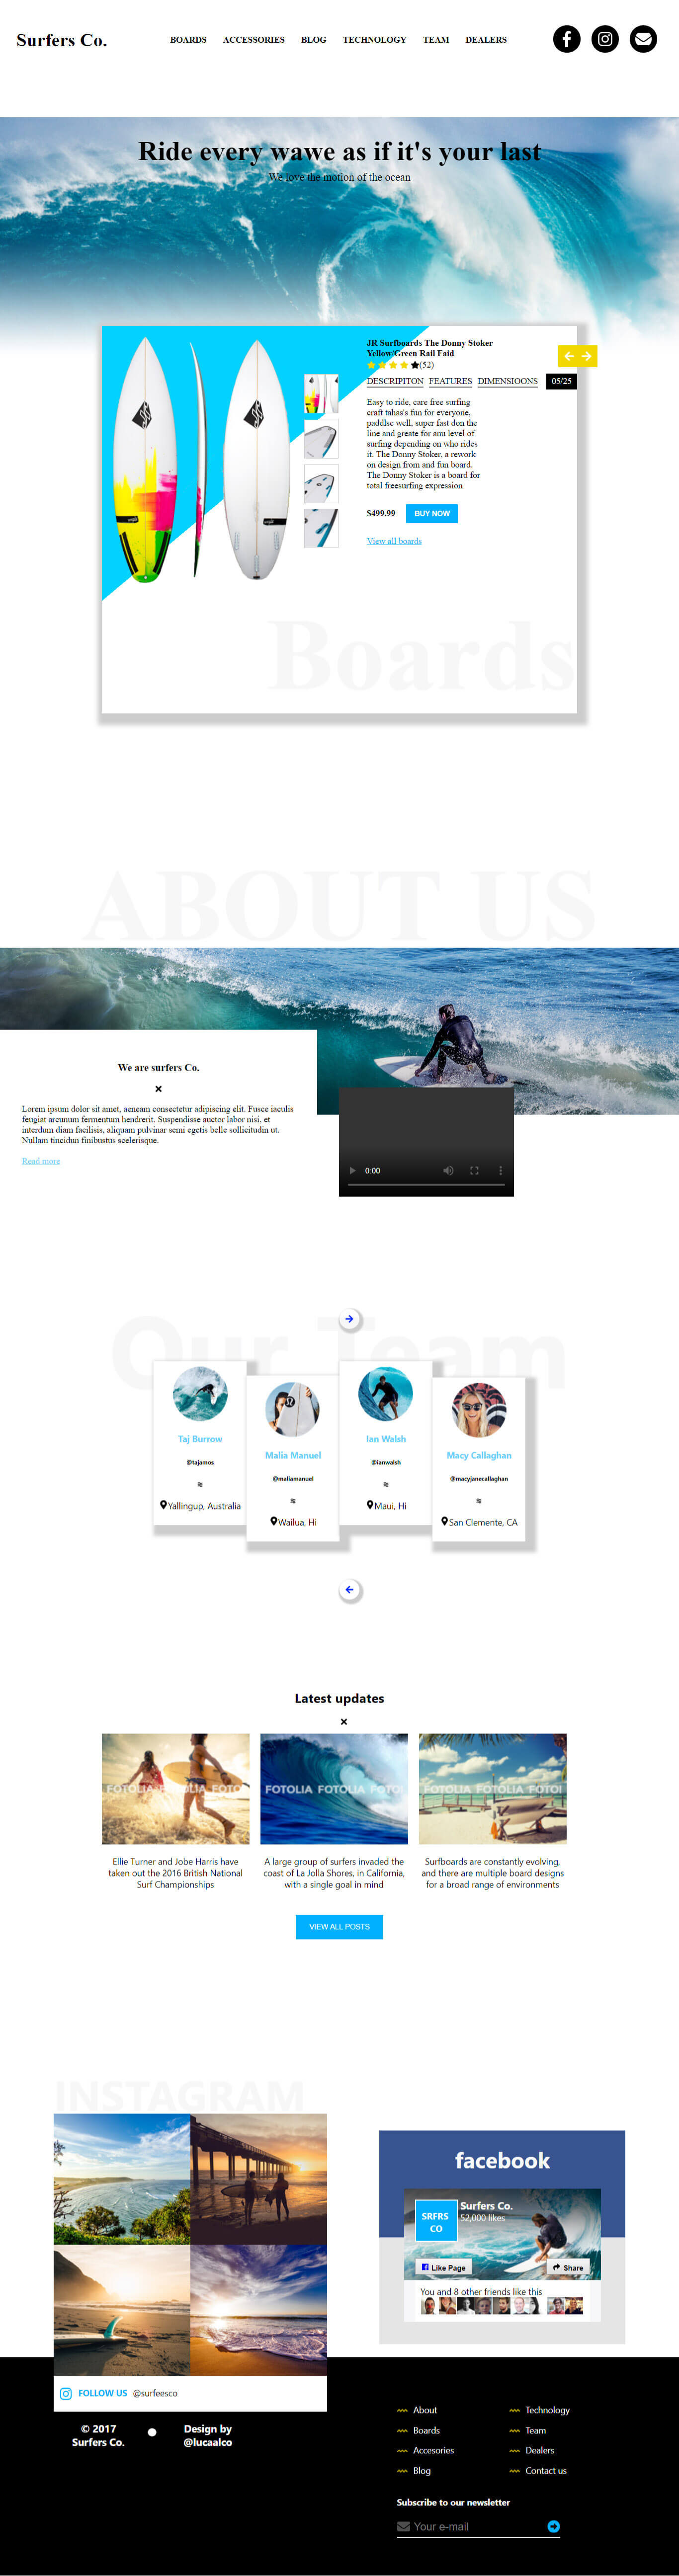 Surfers Co.
BOARDS ACCESSORIES BLOG TECHNOLOGY TEAM DEALERS
Ride every wawe as if it's your last
We love the motion of the ocean
JR Surfboards The Donny Stoker
Yellow/Green Rail Faid
(52)
DESCRIPITON FEATURES DIMENSIOONS 05/25
Easy to ride, care free surfing
craft tahas's fun for everyone,
paddlse well, super fast don the
line and greate for anu level of
surfing depending on who rides
it. The Donny Stoker, a rework
on design from and fun board.
The Donny Stoker is a board for
total freesurfing expression
$499.99 BUY NOW
View all boards
Boards
ABOUT US
We are surfers Co.
Lorem ipsum dolor sit amet, aeneam consectetur adipiscing elit. Fusce iaculis
feugiat arcunum fermentum hendrerit. Suspendisse auctor labor nisi, et
interdum diam facilisis, aliquam pulvinar semi egetis belle sollicitudin ut.
Nullam tincidun finibustus scelerisque.
Read more
0:00
Our Team
Taj Burrow
@tajamos
Yallingup, Australia
Malia Manuel
@maliamanuel
Wailua, Hi
Ian Walsh
@ianwalsh
Maui, Hi
Macy Callaghan
@macyjanecallaghan
San Clemente, CA
Latest updates
FOTOLIA FOTOLIA FOTOLIA FOTOLIA
Ellie Turner and Jobe Harris have
taken out the 2016 British National
Surf Championships
A large group of surfers invaded the
coast of La Jolla Shores, in California,
with a single goal in mind
Surfboards are constantly evolving,
and there are multiple board designs
for a broad range of environments
VIEW ALL POSTS
INSTAGRAM
FOLLOW US @surfeesco
facebook
SRFRS
CO
Surfers Co.
52,000 likes
Like Page
Share
You and 8 other friends like this
© 2017
Surfers Co.
Design by
@lucaalco
About
Boards
Accesories
Blog
Technology
Team
Dealers
Contact us
Subscribe to our newsletter
Your e-mail